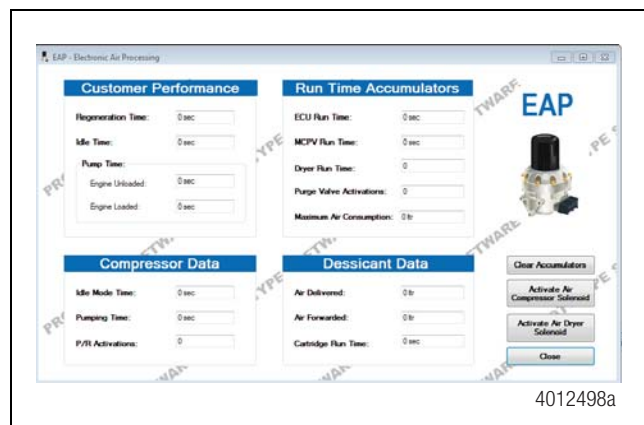 EAP - Electronic Air Processing
Customer Performance
Regeneration Time: 0 sec
Idle Time: 0 sec
Pump Time:
Engine Unloaded: 0 sec
Engine Loaded: 0 sec
Run Time Accumulators
ECU Run Time: 0 sec
MCPV Run Time: 0 sec
Dryer Run Time: 0
Purge Valve Activations: 0
Maximum Air Consumption: 0 ltr
EAP
Compressor Data
Idle Mode Time: 0 sec
Pumping Time: 0 sec
P/R Activations: 0
Dessicant Data
Air Delivered: 0 ltr
Air Forwarded: 0 ltr
Cartridge Run Time: 0 sec
Clear Accumulators
Activate Air
Compressor Solenoid
Activate Air Dryer
Solenoid
Close
4012498a